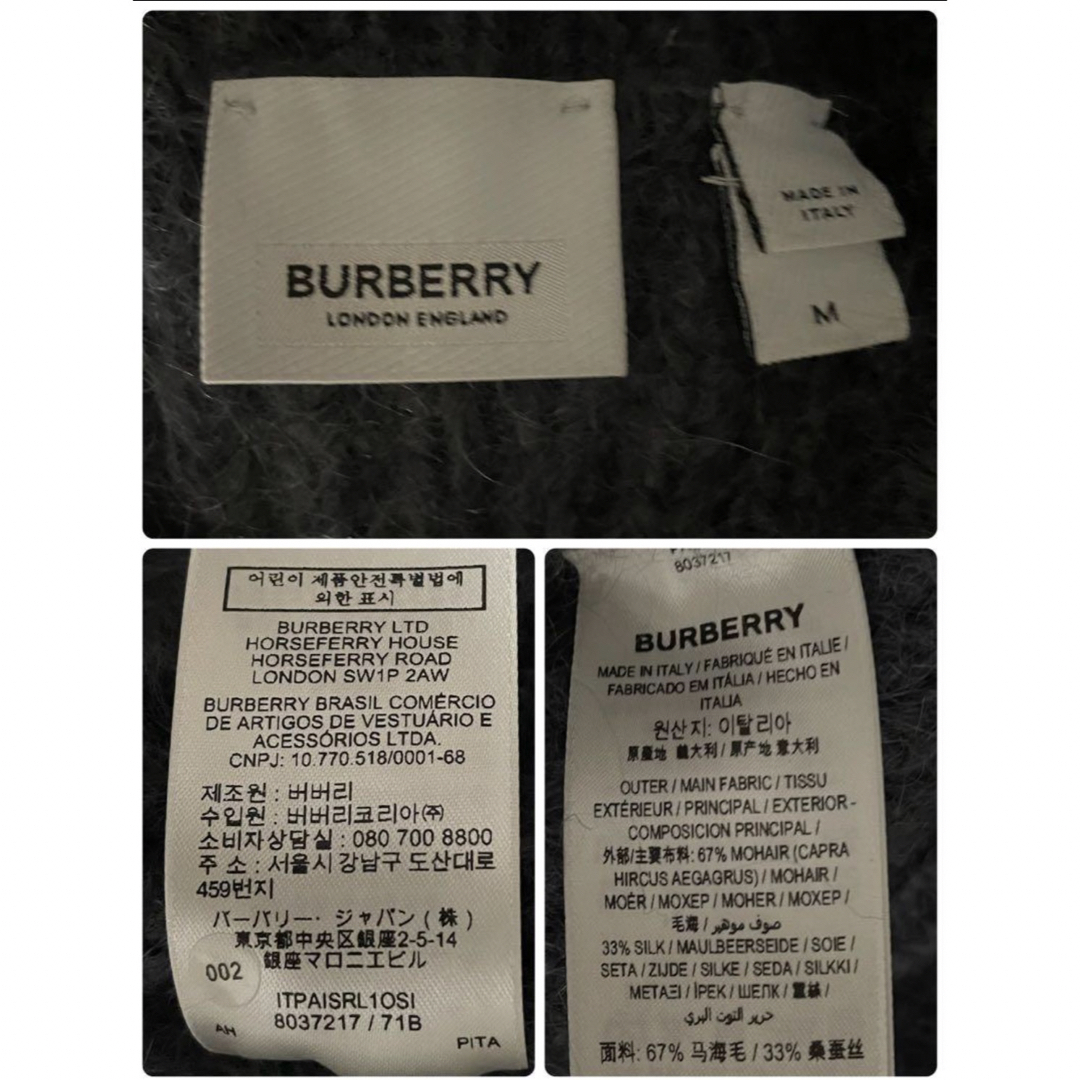 BURBERRY
LONDON ENGLAND
MADE IN
ITALY
M
어린이 제품안전특별법에
의한 표시
BURBERRY LTD
HORSEFERRY HOUSE
HORSEFERRY ROAD
LONDON SW1P 2AW
BURBERRY BRASIL COMÉRCIO
DE ARTIGOS DE VESTUÁRIO E
ACESSÓRIOS LTDA.
CNPJ: 10.770.518/0001-68
제조원 : 버버리
수입원 : 버버리코리아㈜
소비자상담실 : 080 700 8800
주 소 : 서울시 강남구 도산대로
459번지
バーバリー・ジャパン ( 株 )
東京都中央区銀座2-5-14
銀座マロニエビル
002
ITPAISRL1OSI
8037217 / 71B
AH
PITA
8037217
BURBERRY
MADE IN ITALY / FABRIQUÉ EN ITALIE /
FABRICADO EM ITÁLIA / HECHO EN
ITALIA
원산지: 이탈리아
原產地 義大利 / 原产地 意大利
OUTER / MAIN FABRIC / TISSU
EXTÉRIEUR / PRINCIPAL / EXTERIOR -
COMPOSICION PRINCIPAL /
外部/主要布料: 67% MOHAIR (CAPRA
HIRCUS AEGAGRUS) / MOHAIR /
MOÉR / МОХЕР / MOHER / МОХЕР /
毛海 / صوف موهير /
33% SILK / MAULBEERSEIDE / SOIE /
SETA / ZIJDE / SILKE / SEDA / SILKKI /
ΜΕΤΑΞΙ / İPEK / ШЕЛК / 蠶絲 /
حرير التوت البري
面料: 67% 马海毛 / 33% 桑蚕丝